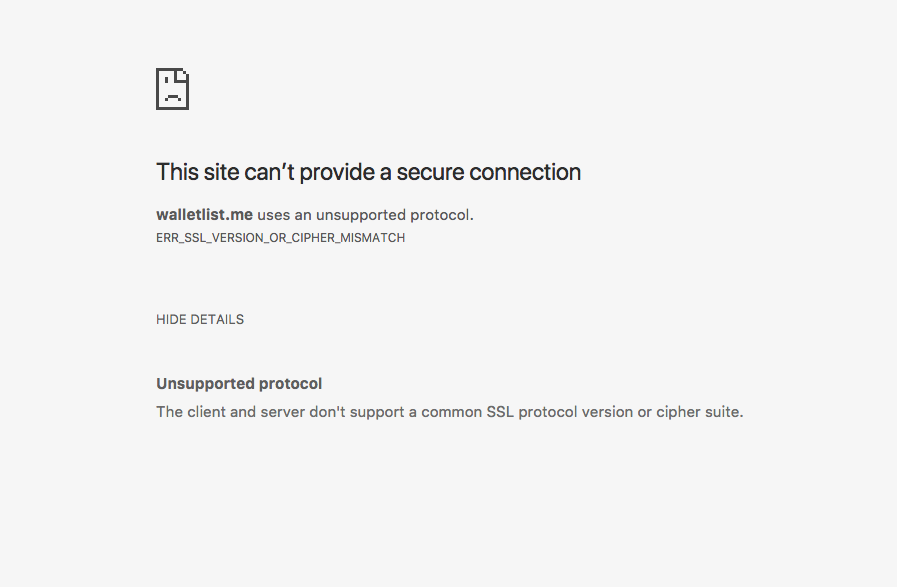 This site can’t provide a secure connection
walletlist.me uses an unsupported protocol.
ERR_SSL_VERSION_OR_CIPHER_MISMATCH
HIDE DETAILS
Unsupported protocol
The client and server don't support a common SSL protocol version or cipher suite.